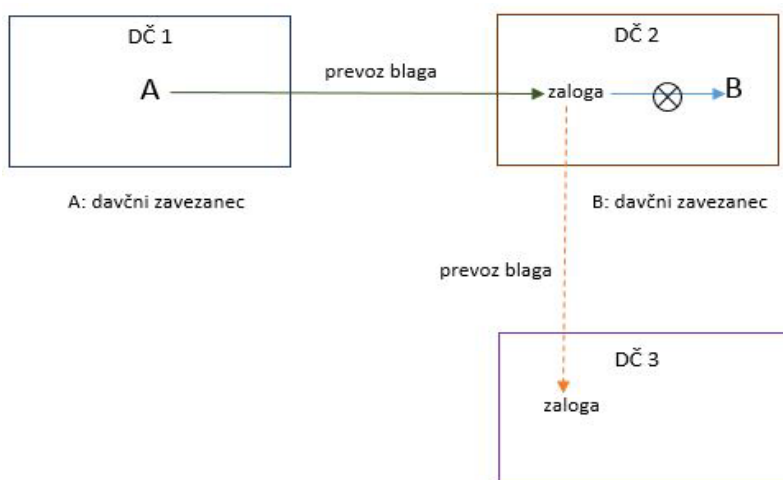 DČ 1
DČ 2
A
prevoz blaga
zaloga
B
A: davčni zavezanec
B: davčni zavezanec
prevoz blaga
DČ 3
zaloga